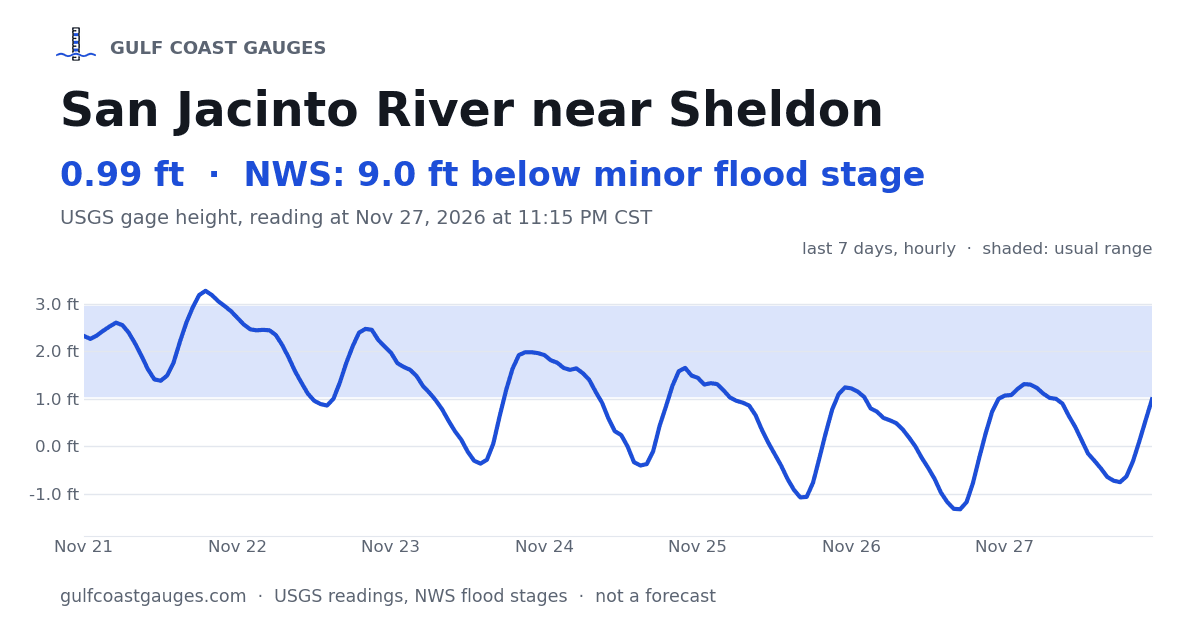 GULF COAST GAUGES
San Jacinto River near Sheldon
0.99 ft · NWS: 9.0 ft below minor flood stage
USGS gage height, reading at Nov 27, 2026 at 11:15 PM CST
last 7 days, hourly · shaded: usual range
3.0 ft
2.0 ft
1.0 ft
0.0 ft
-1.0 ft
Nov 21 Nov 22 Nov 23 Nov 24 Nov 25 Nov 26 Nov 27
gulfcoastgauges.com · USGS readings, NWS flood stages · not a forecast